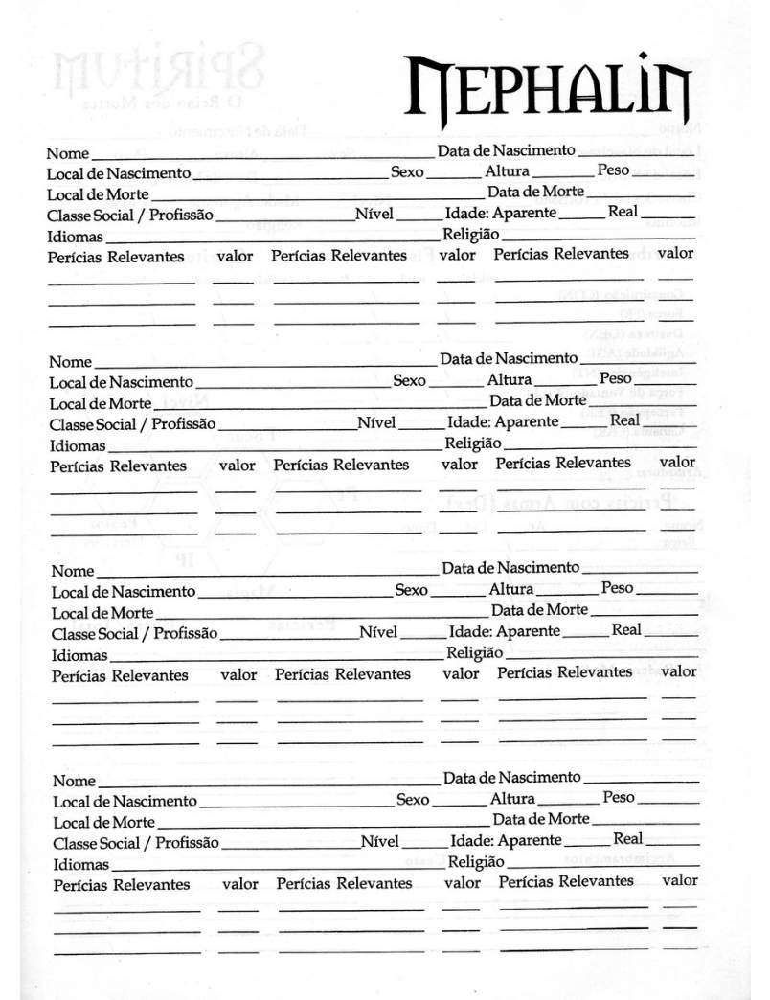 NEPHALIN
Nome Data de Nascimento
Local de Nascimento Sexo Altura Peso
Local de Morte Data de Morte
Classe Social / Profissão Nível Idade: Aparente Real
Idiomas Religião
Perícias Relevantes valor Perícias Relevantes valor Perícias Relevantes valor
Nome Data de Nascimento
Local de Nascimento Sexo Altura Peso
Local de Morte Data de Morte
Classe Social / Profissão Nível Idade: Aparente Real
Idiomas Religião
Perícias Relevantes valor Perícias Relevantes valor Perícias Relevantes valor
Nome Data de Nascimento
Local de Nascimento Sexo Altura Peso
Local de Morte Data de Morte
Classe Social / Profissão Nível Idade: Aparente Real
Idiomas Religião
Perícias Relevantes valor Perícias Relevantes valor Perícias Relevantes valor
Nome Data de Nascimento
Local de Nascimento Sexo Altura Peso
Local de Morte Data de Morte
Classe Social / Profissão Nível Idade: Aparente Real
Idiomas Religião
Perícias Relevantes valor Perícias Relevantes valor Perícias Relevantes valor